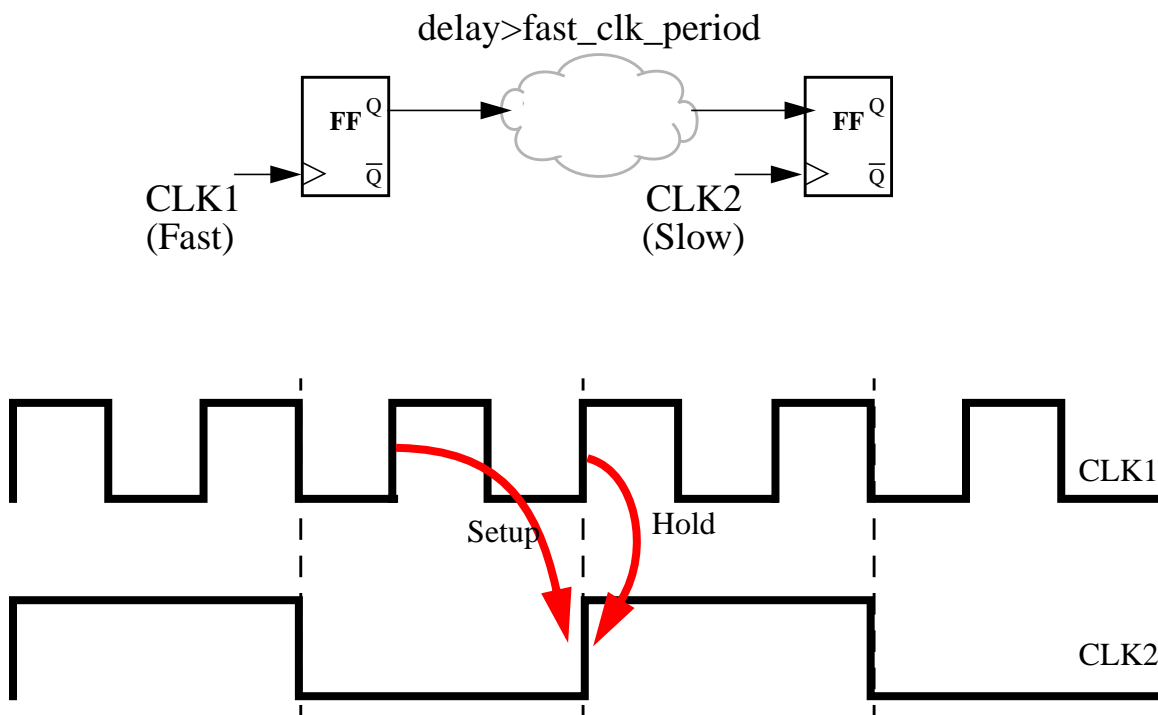 delay>fast_clk_period
FF Q
Q̅
CLK1
(Fast)
FF Q
Q̅
CLK2
(Slow)
CLK1
Setup
Hold
CLK2